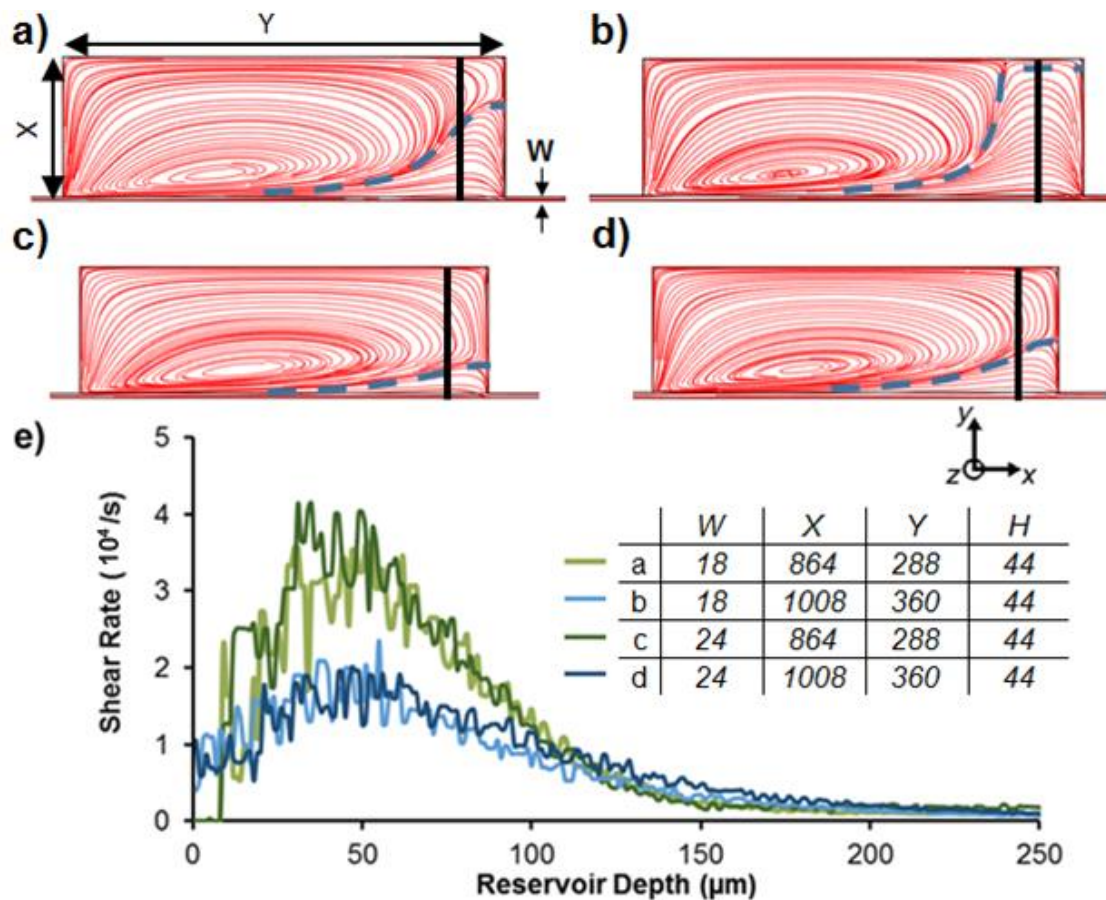 a)
Y
b)
X
W
c)
d)
e)
Shear Rate (10⁴/s)
5
4
3
2
1
0
0 50 100 150 200 250
Reservoir Depth (µm)
y
z x
W X Y H
a 18 864 288 44
b 18 1008 360 44
c 24 864 288 44
d 24 1008 360 44